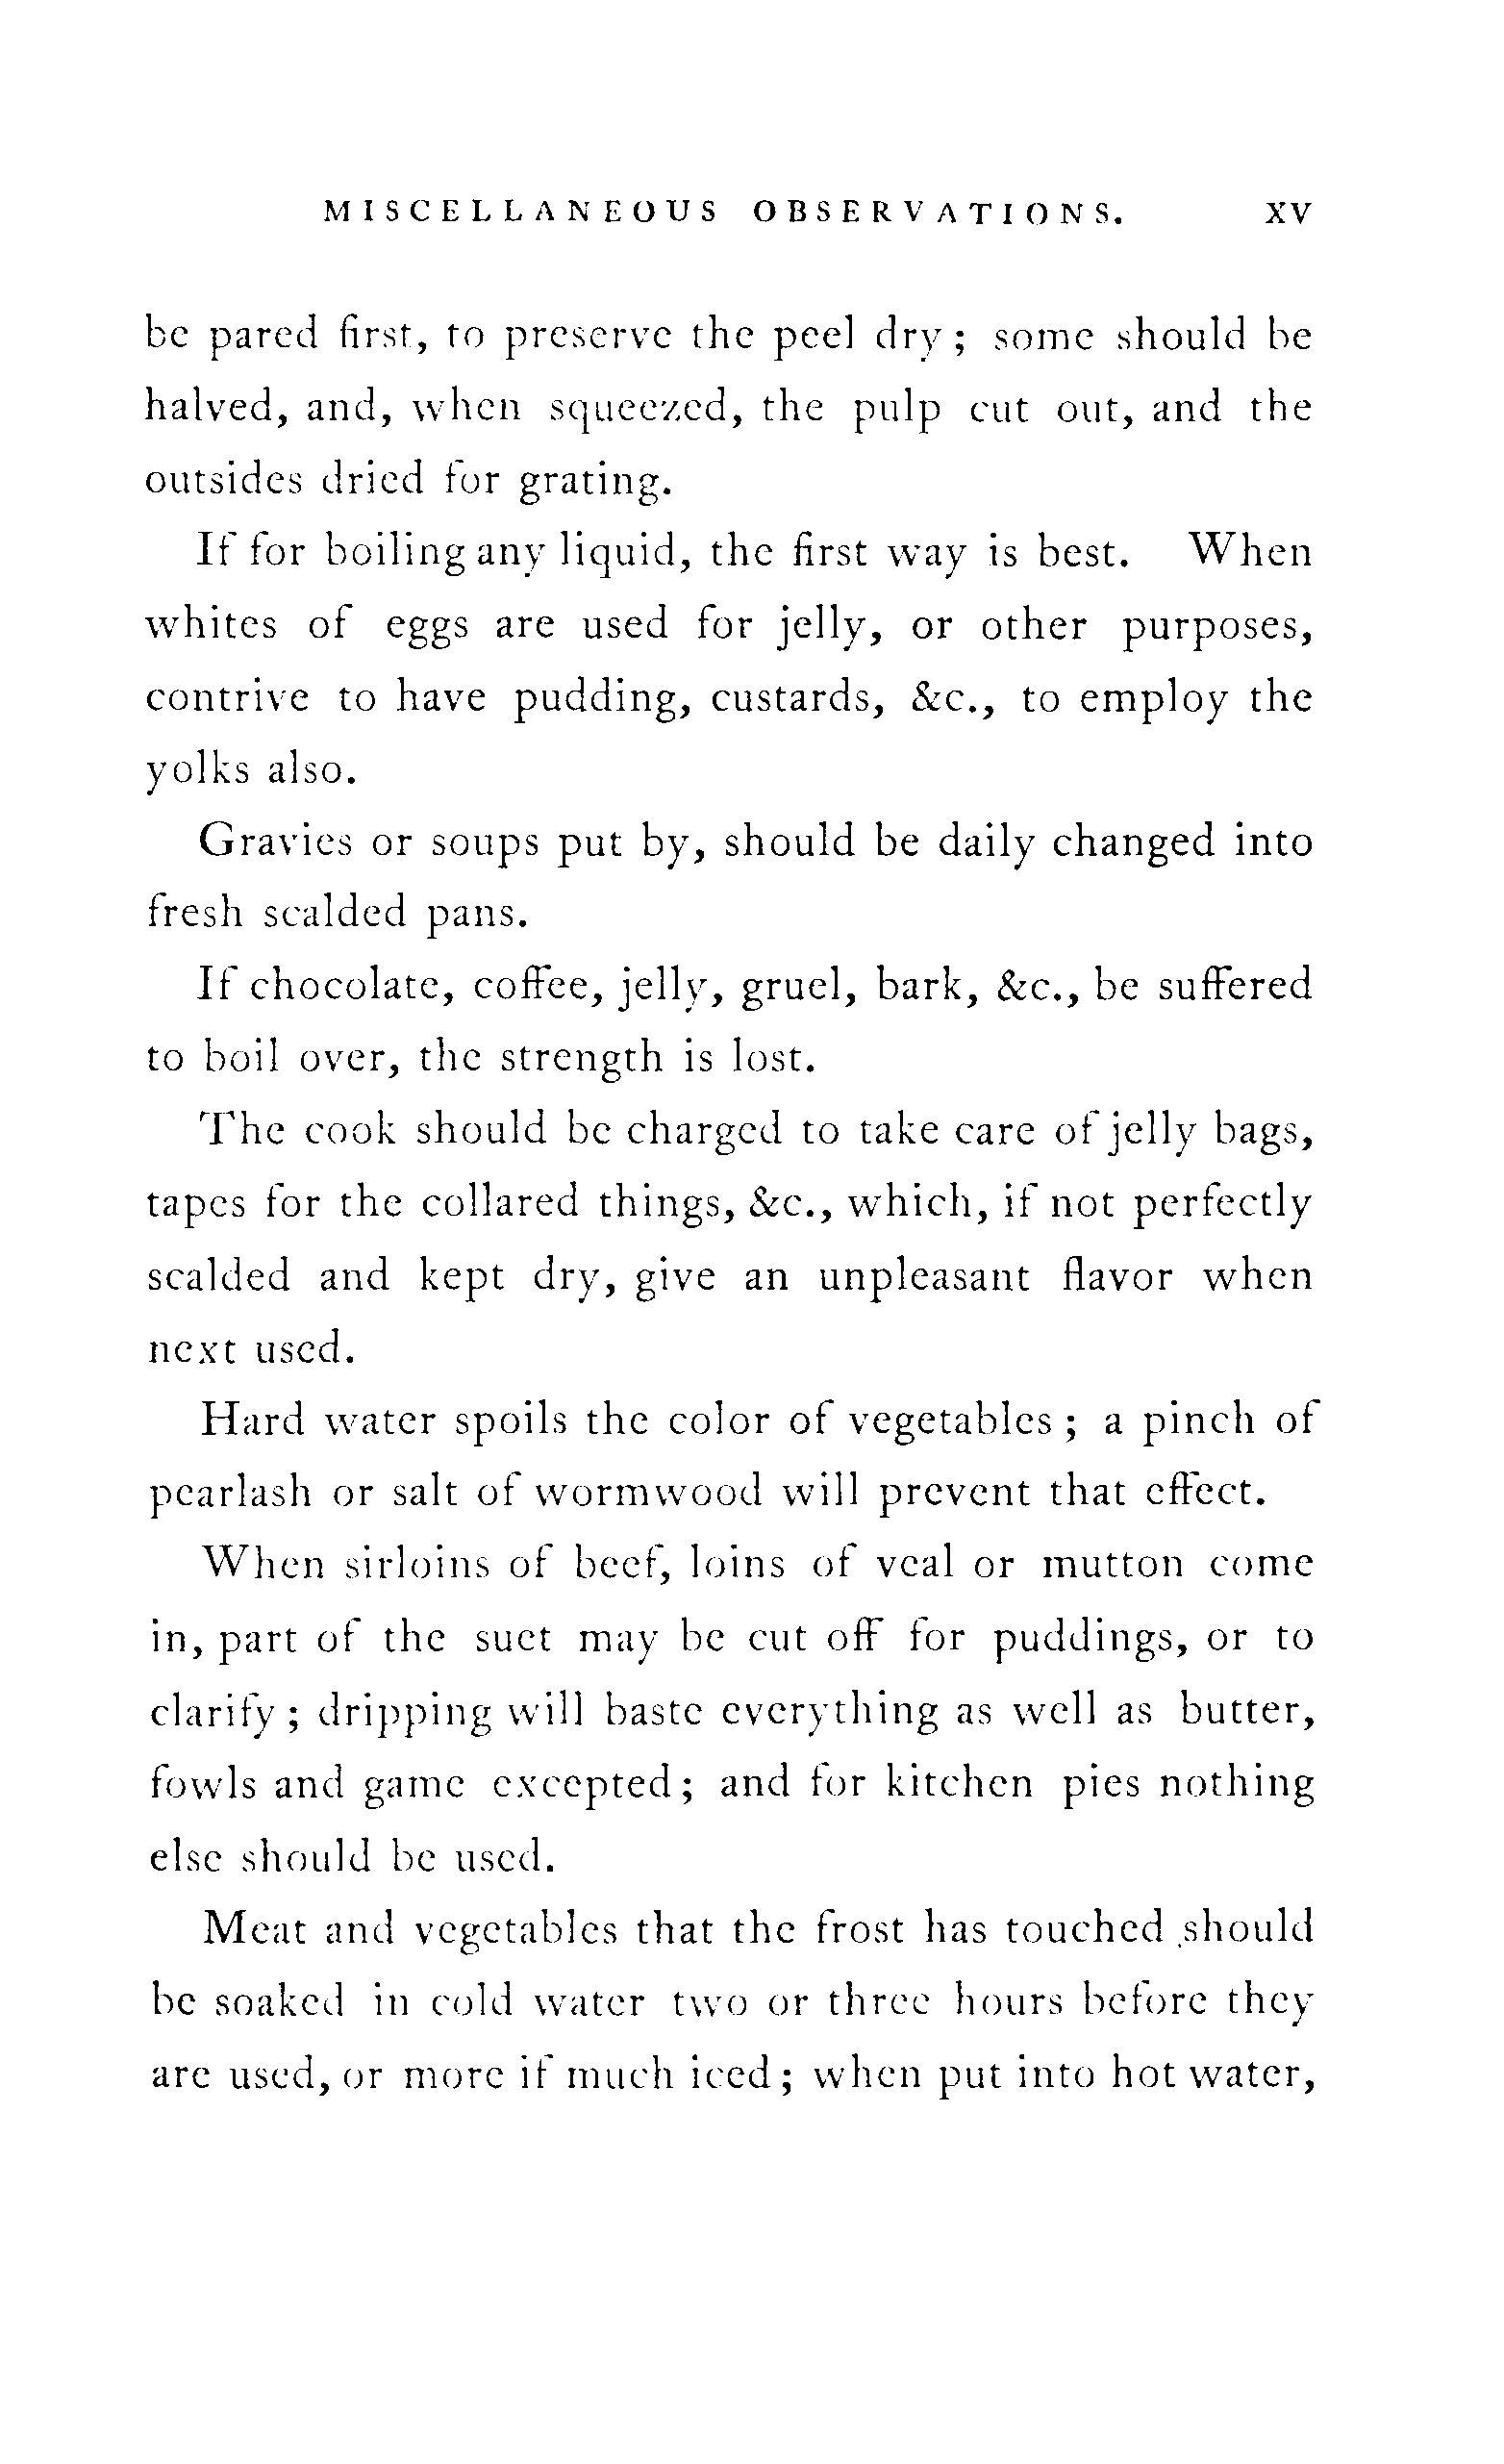 MISCELLANEOUS OBSERVATIONS. XV
be pared first, to preserve the peel dry; some should be
halved, and, when squeezed, the pulp cut out, and the
outsides dried for grating.
If for boiling any liquid, the first way is best. When
whites of eggs are used for jelly, or other purposes,
contrive to have pudding, custards, &c., to employ the
yolks also.
Gravies or soups put by, should be daily changed into
fresh scalded pans.
If chocolate, coffee, jelly, gruel, bark, &c., be suffered
to boil over, the strength is lost.
The cook should be charged to take care of jelly bags,
tapes for the collared things, &c., which, if not perfectly
scalded and kept dry, give an unpleasant flavor when
next used.
Hard water spoils the color of vegetables; a pinch of
pearlash or salt of wormwood will prevent that effect.
When sirloins of beef, loins of veal or mutton come
in, part of the suet may be cut off for puddings, or to
clarify; dripping will baste everything as well as butter,
fowls and game excepted; and for kitchen pies nothing
else should be used.
Meat and vegetables that the frost has touched should
be soaked in cold water two or three hours before they
are used, or more if much iced; when put into hot water,